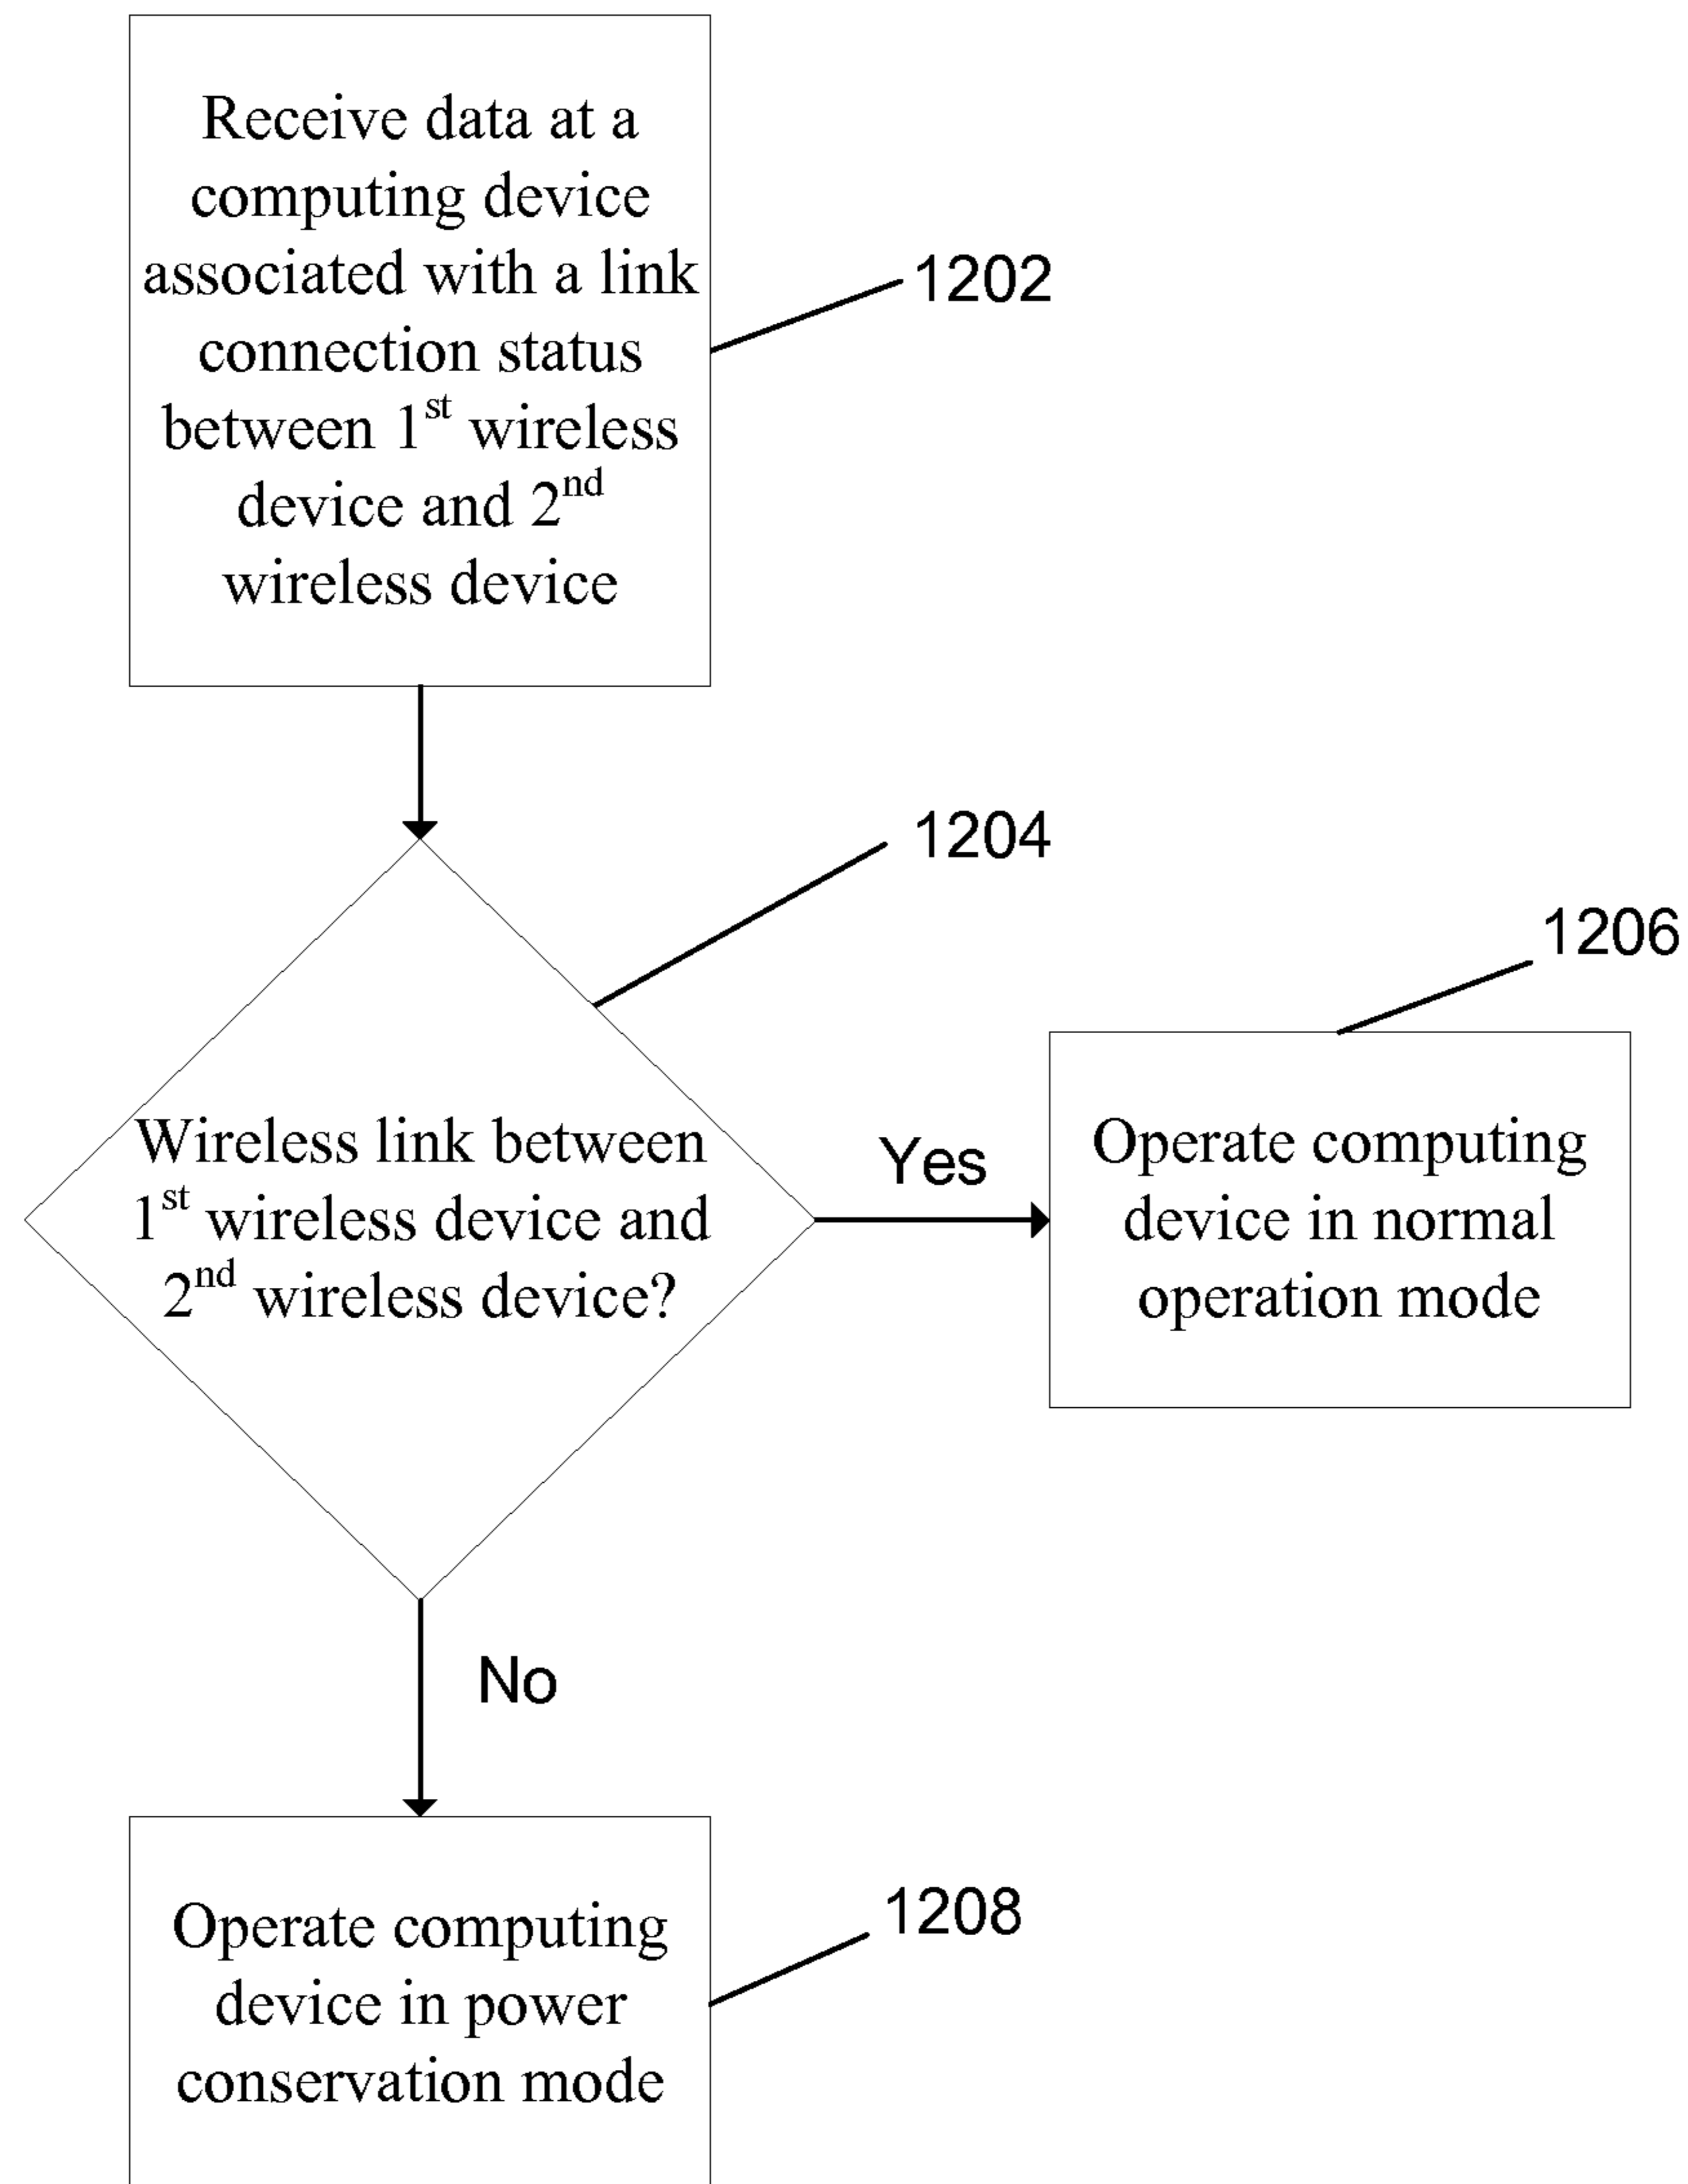 Receive data at a
computing device
associated with a link
connection status
between 1st wireless
device and 2nd
wireless device
1202
1204
1206
Wireless link between
1st wireless device and
2nd wireless device?
Yes
Operate computing
device in normal
operation mode
No
1208
Operate computing
device in power
conservation mode